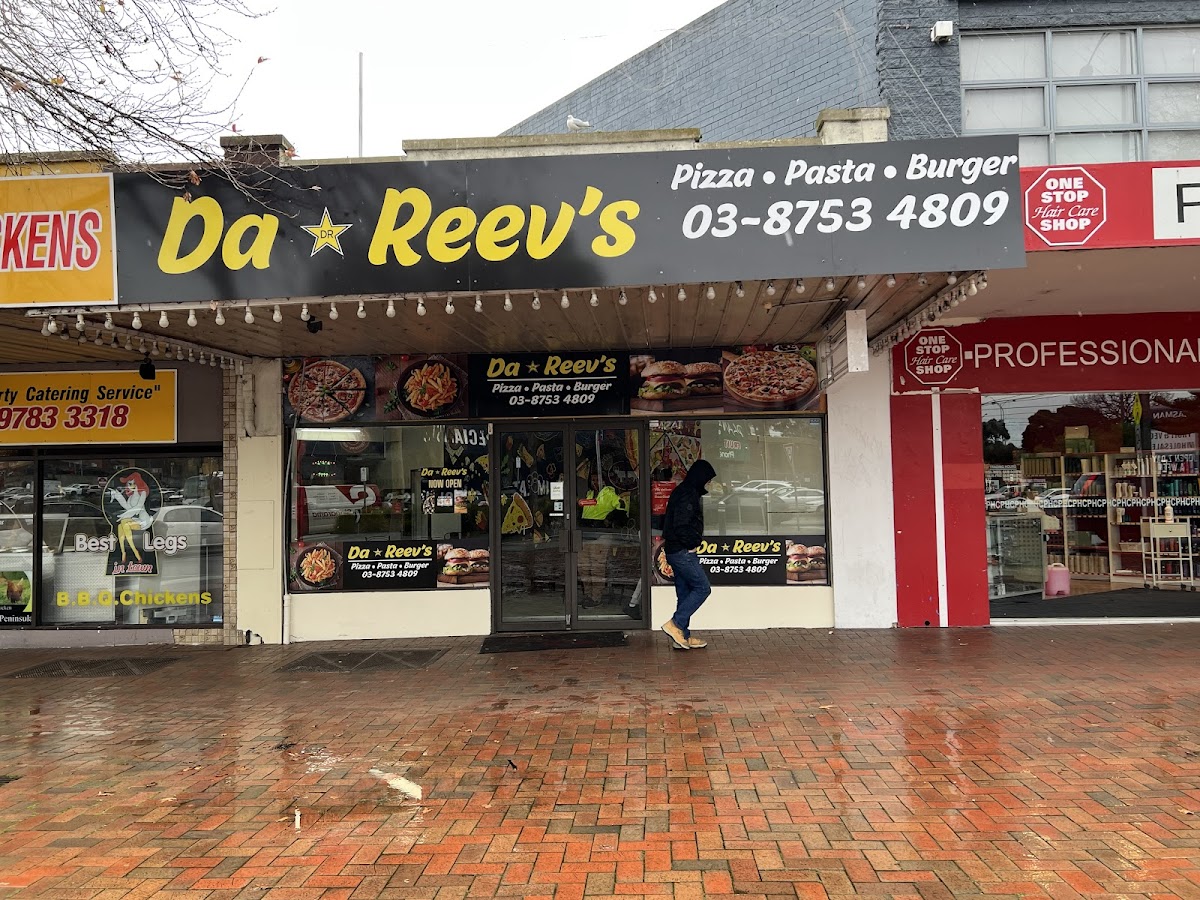 Da Reev's
DR
Pizza • Pasta • Burger
03-8753 4809
KENS
ONE
STOP
Hair Care
SHOP
Da ★ Reev's
Pizza • Pasta • Burger
03-8753 4809
ONE
STOP
Hair Care
SHOP
PROFESSIONA
rty Catering Service"
9783 3318
Best Legs
in town
B.B.Q.Chickens
Peninsula
Da ★ Reev's
NOW OPEN
Da ★ Reev's
Pizza • Pasta • Burger
03-8753 4809
Da ★ Reev's
Pizza • Pasta • Burger
03-8753 4809